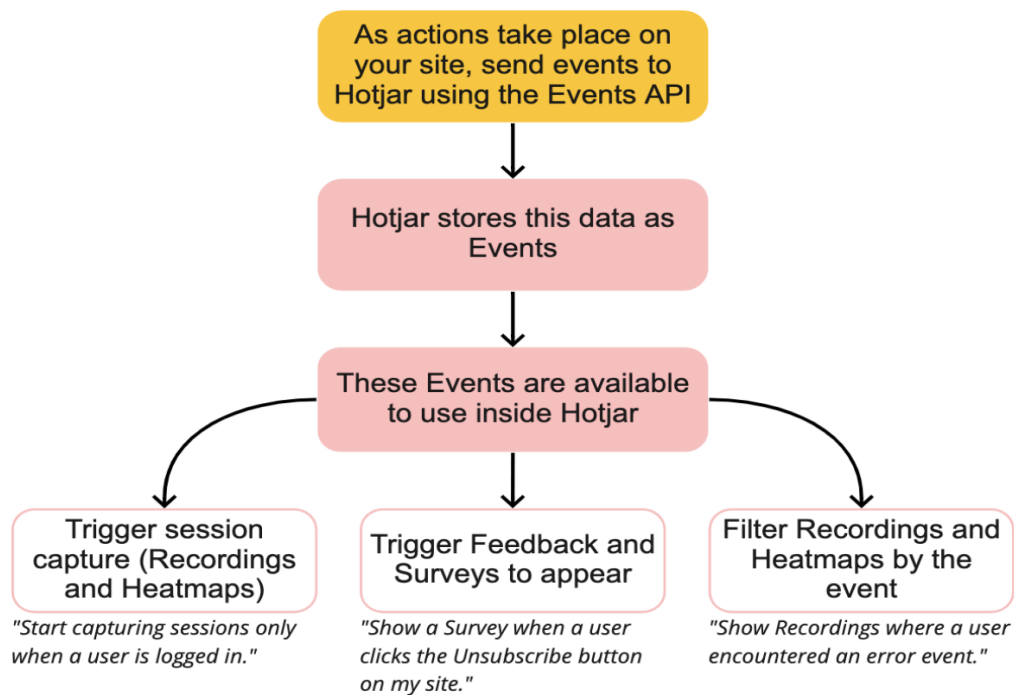 As actions take place on
your site, send events to
Hotjar using the Events API
Hotjar stores this data as
Events
These Events are available
to use inside Hotjar
Trigger session
capture (Recordings
and Heatmaps)
"Start capturing sessions only
when a user is logged in."
Trigger Feedback and
Surveys to appear
"Show a Survey when a user
clicks the Unsubscribe button
on my site."
Filter Recordings and
Heatmaps by the
event
"Show Recordings where a user
encountered an error event."